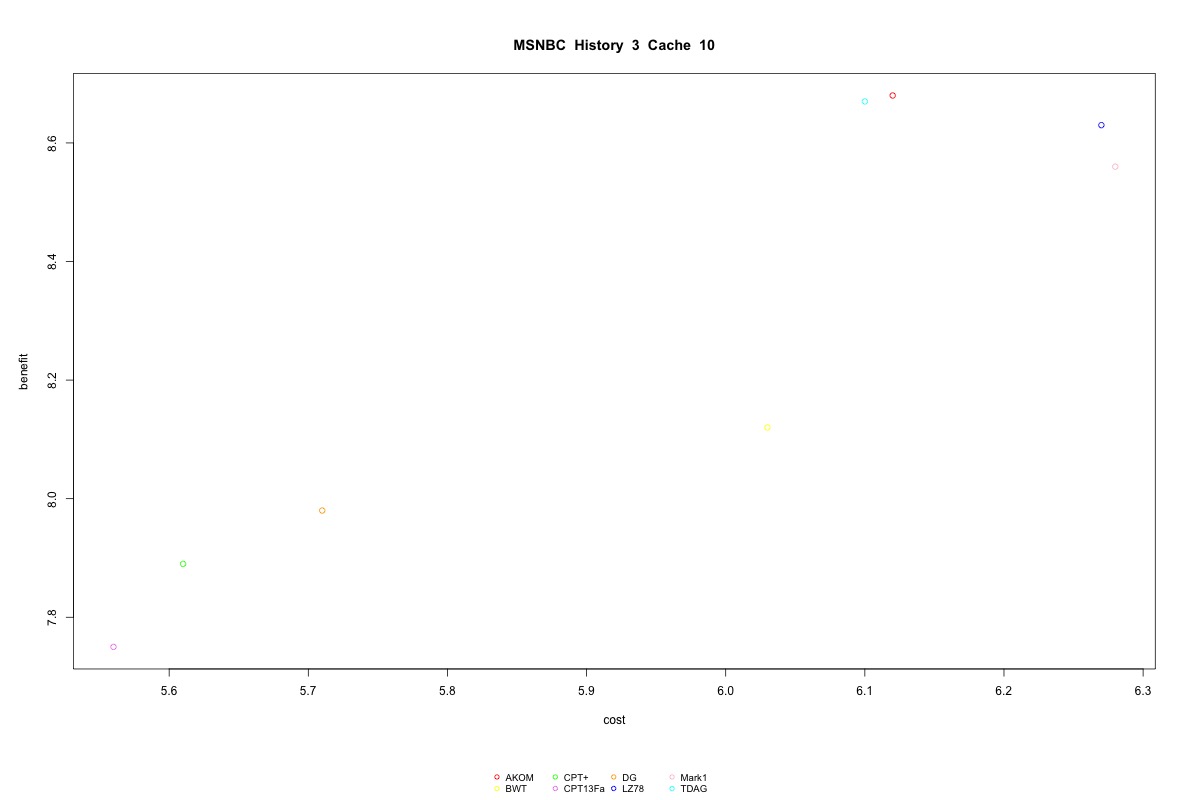 MSNBC History 3 Cache 10
benefit
8.6
8.4
8.2
8.0
7.8
5.6 5.7 5.8 5.9 6.0 6.1 6.2 6.3
cost
AKOM CPT+ DG Mark1
BWT CPT13Fa LZ78 TDAG